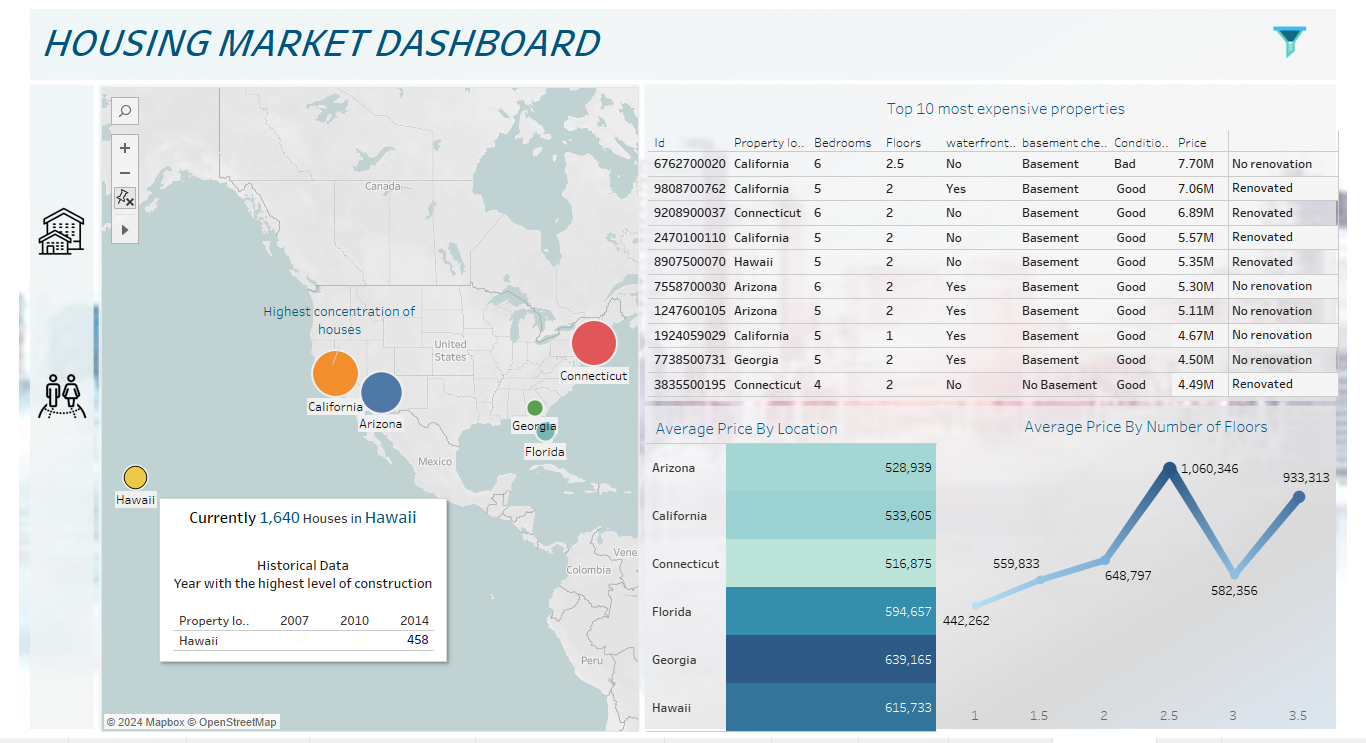 HOUSING MARKET DASHBOARD
Canada
Highest concentration of
houses
United
States
Connecticut
California
Arizona
Georgia
Florida
Mexico
Hawaii
Currently 1,640 Houses in Hawaii
Historical Data
Year with the highest level of construction
Property lo.. 2007 2010 2014
Hawaii 458
Vene
Colombia
Peru
© 2024 Mapbox © OpenStreetMap
Top 10 most expensive properties
Id Property lo.. Bedrooms Floors waterfront.. basement che.. Conditio.. Price
6762700020 California 6 2.5 No Basement Bad 7.70M No renovation
9808700762 California 5 2 Yes Basement Good 7.06M Renovated
9208900037 Connecticut 6 2 No Basement Good 6.89M Renovated
2470100110 California 5 2 No Basement Good 5.57M Renovated
8907500070 Hawaii 5 2 No Basement Good 5.35M Renovated
7558700030 Arizona 6 2 Yes Basement Good 5.30M No renovation
1247600105 Arizona 5 2 Yes Basement Good 5.11M No renovation
1924059029 California 5 1 Yes Basement Good 4.67M No renovation
7738500731 Georgia 5 2 Yes Basement Good 4.50M No renovation
3835500195 Connecticut 4 2 No No Basement Good 4.49M Renovated
Average Price By Location
Arizona 528,939
California 533,605
Connecticut 516,875
Florida 594,657
Georgia 639,165
Hawaii 615,733
Average Price By Number of Floors
1,060,346
933,313
559,833
648,797
582,356
442,262
1 1.5 2 2.5 3 3.5